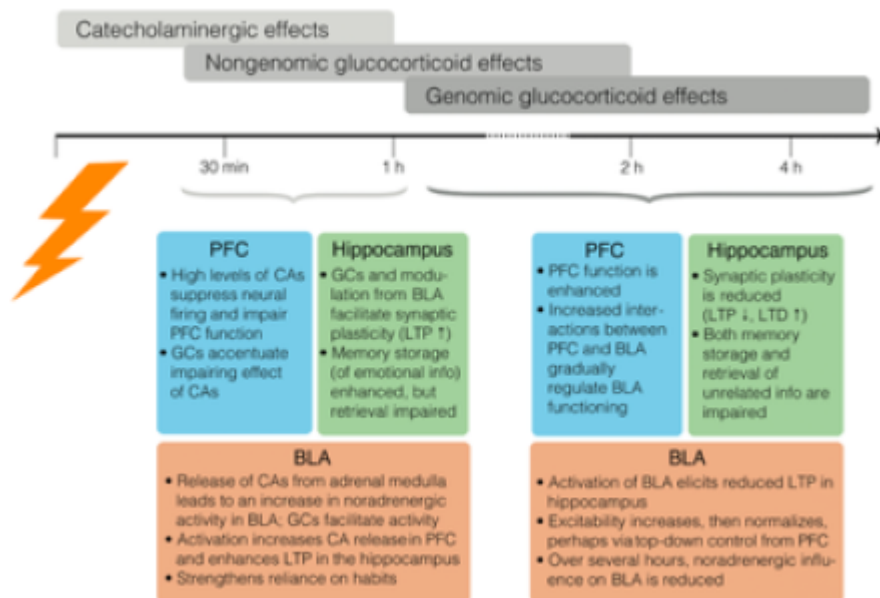 Catecholaminergic effects
Nongenomic glucocorticoid effects
Genomic glucocorticoid effects
30 min
1 h
2 h
4 h
PFC
• High levels of CAs
suppress neural
firing and impair
PFC function
• GCs accentuate
impairing effect
of CAs
Hippocampus
• GCs and modu-
lation from BLA
facilitate synaptic
plasticity (LTP ↑)
• Memory storage
(of emotional info)
enhanced, but
retrieval impaired
BLA
• Release of CAs from adrenal medulla
leads to an increase in noradrenergic
activity in BLA; GCs facilitate activity
• Activation increases CA release in PFC
and enhances LTP in the hippocampus
• Strengthens reliance on habits
PFC
• PFC function is
enhanced
• Increased inter-
actions between
PFC and BLA
gradually
regulate BLA
functioning
Hippocampus
• Synaptic plasticity
is reduced
(LTP ↓, LTD ↑)
• Both memory
storage and
retrieval of
unrelated info are
impaired
BLA
• Activation of BLA elicits reduced LTP in
hippocampus
• Excitability increases, then normalizes,
perhaps via top-down control from PFC
• Over several hours, noradrenergic influ-
ence on BLA is reduced